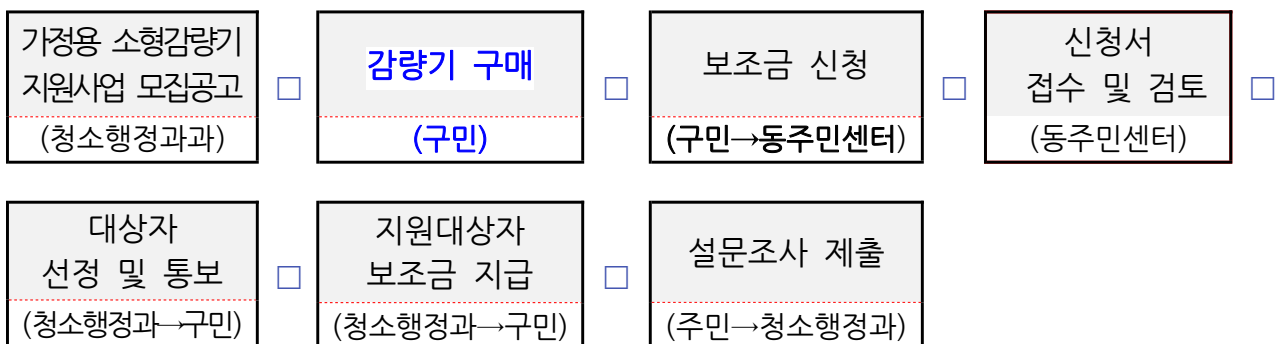 가정용 소형감량기
지원사업 모집공고
(청소행정과과)
□
감량기 구매
(구민)
□
보조금 신청
(구민→동주민센터)
□
신청서
접수 및 검토
(동주민센터)
□
대상자
선정 및 통보
(청소행정과→구민)
□
지원대상자
보조금 지급
(청소행정과→구민)
□
설문조사 제출
(주민→청소행정과)